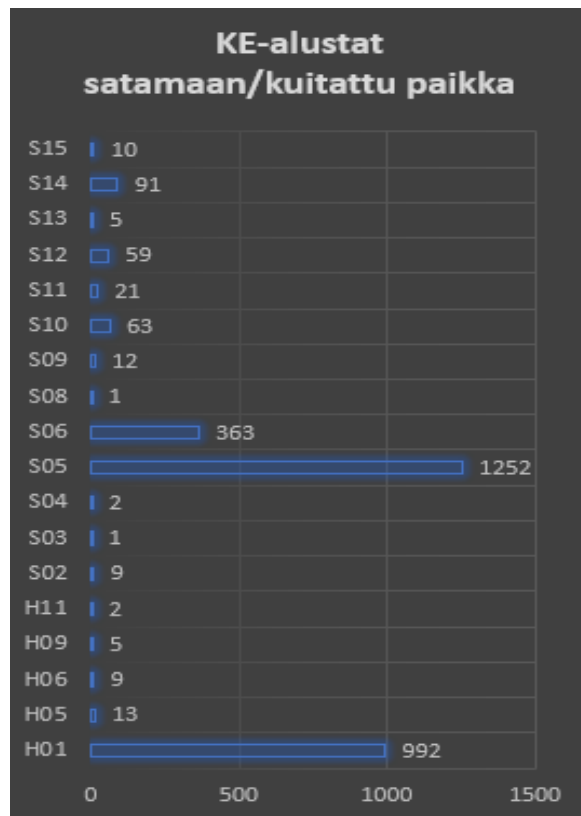 KE-alustat
satamaan/kuitattu paikka
S15 10
S14 91
S13 5
S12 59
S11 21
S10 63
S09 12
S08 1
S06 363
S05 1252
S04 2
S03 1
S02 9
H11 2
H09 5
H06 9
H05 13
H01 992
0 500 1000 1500